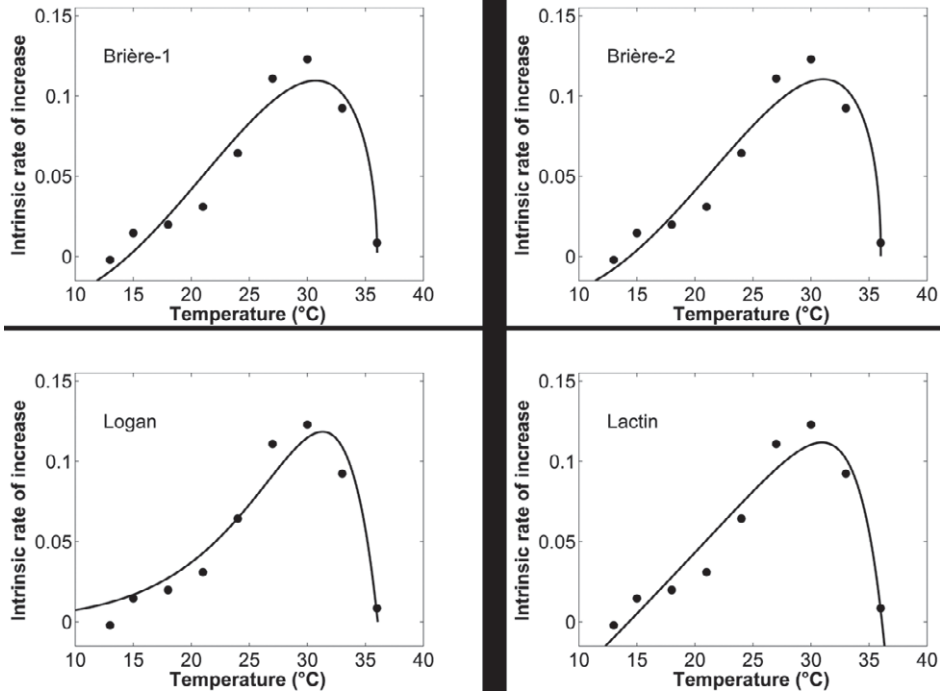 0.15
Brière-1
0.1
0.05
0
10 15 20 25 30 35 40
Temperature (°C)
Intrinsic rate of increase
0.15
Brière-2
0.1
0.05
0
10 15 20 25 30 35 40
Temperature (°C)
Intrinsic rate of increase
0.15
Logan
0.1
0.05
0
10 15 20 25 30 35 40
Temperature (°C)
Intrinsic rate of increase
0.15
Lactin
0.1
0.05
0
10 15 20 25 30 35 40
Temperature (°C)
Intrinsic rate of increase